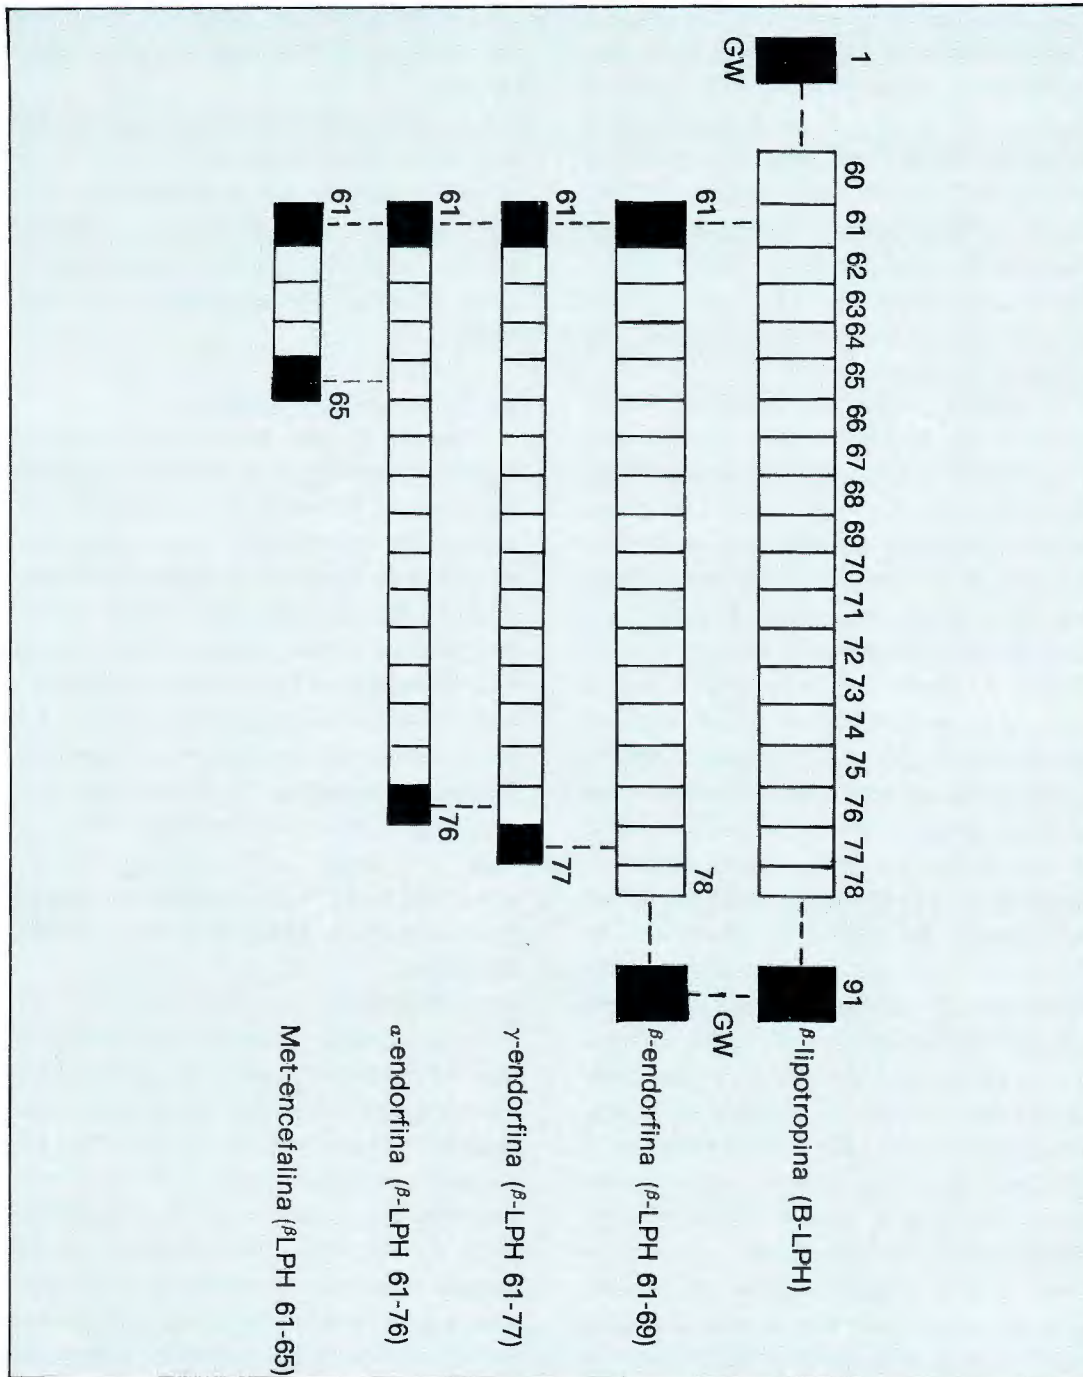 1 60 61 62 63 64 65 66 67 68 69 70 71 72 73 74 75 76 77 78 91
β-lipotropina (B-LPH)
GW GW
61 78
β-endorfina (β-LPH 61-69)
61 77
γ-endorfina (β-LPH 61-77)
61 76
α-endorfina (β-LPH 61-76)
61 65
Met-encefalina (βLPH 61-65)